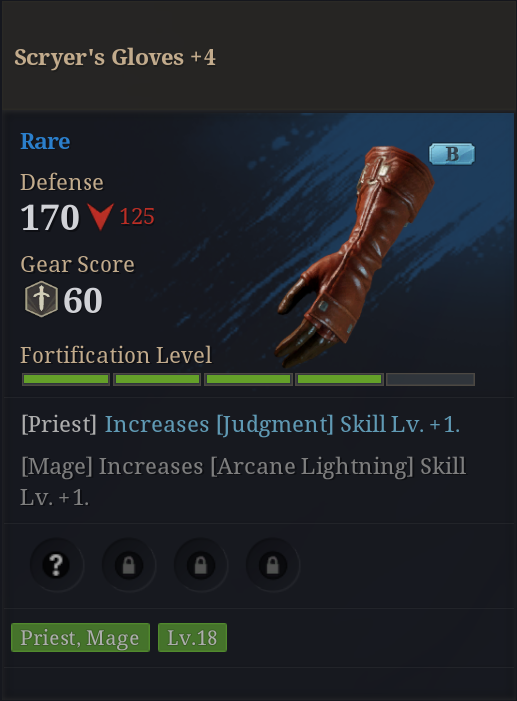 Scryer's Gloves +4
Rare
B
Defense
170 125
Gear Score
60
Fortification Level
[Priest] Increases [Judgment] Skill Lv. +1.
[Mage] Increases [Arcane Lightning] Skill
Lv. +1.
?
Priest, Mage Lv.18